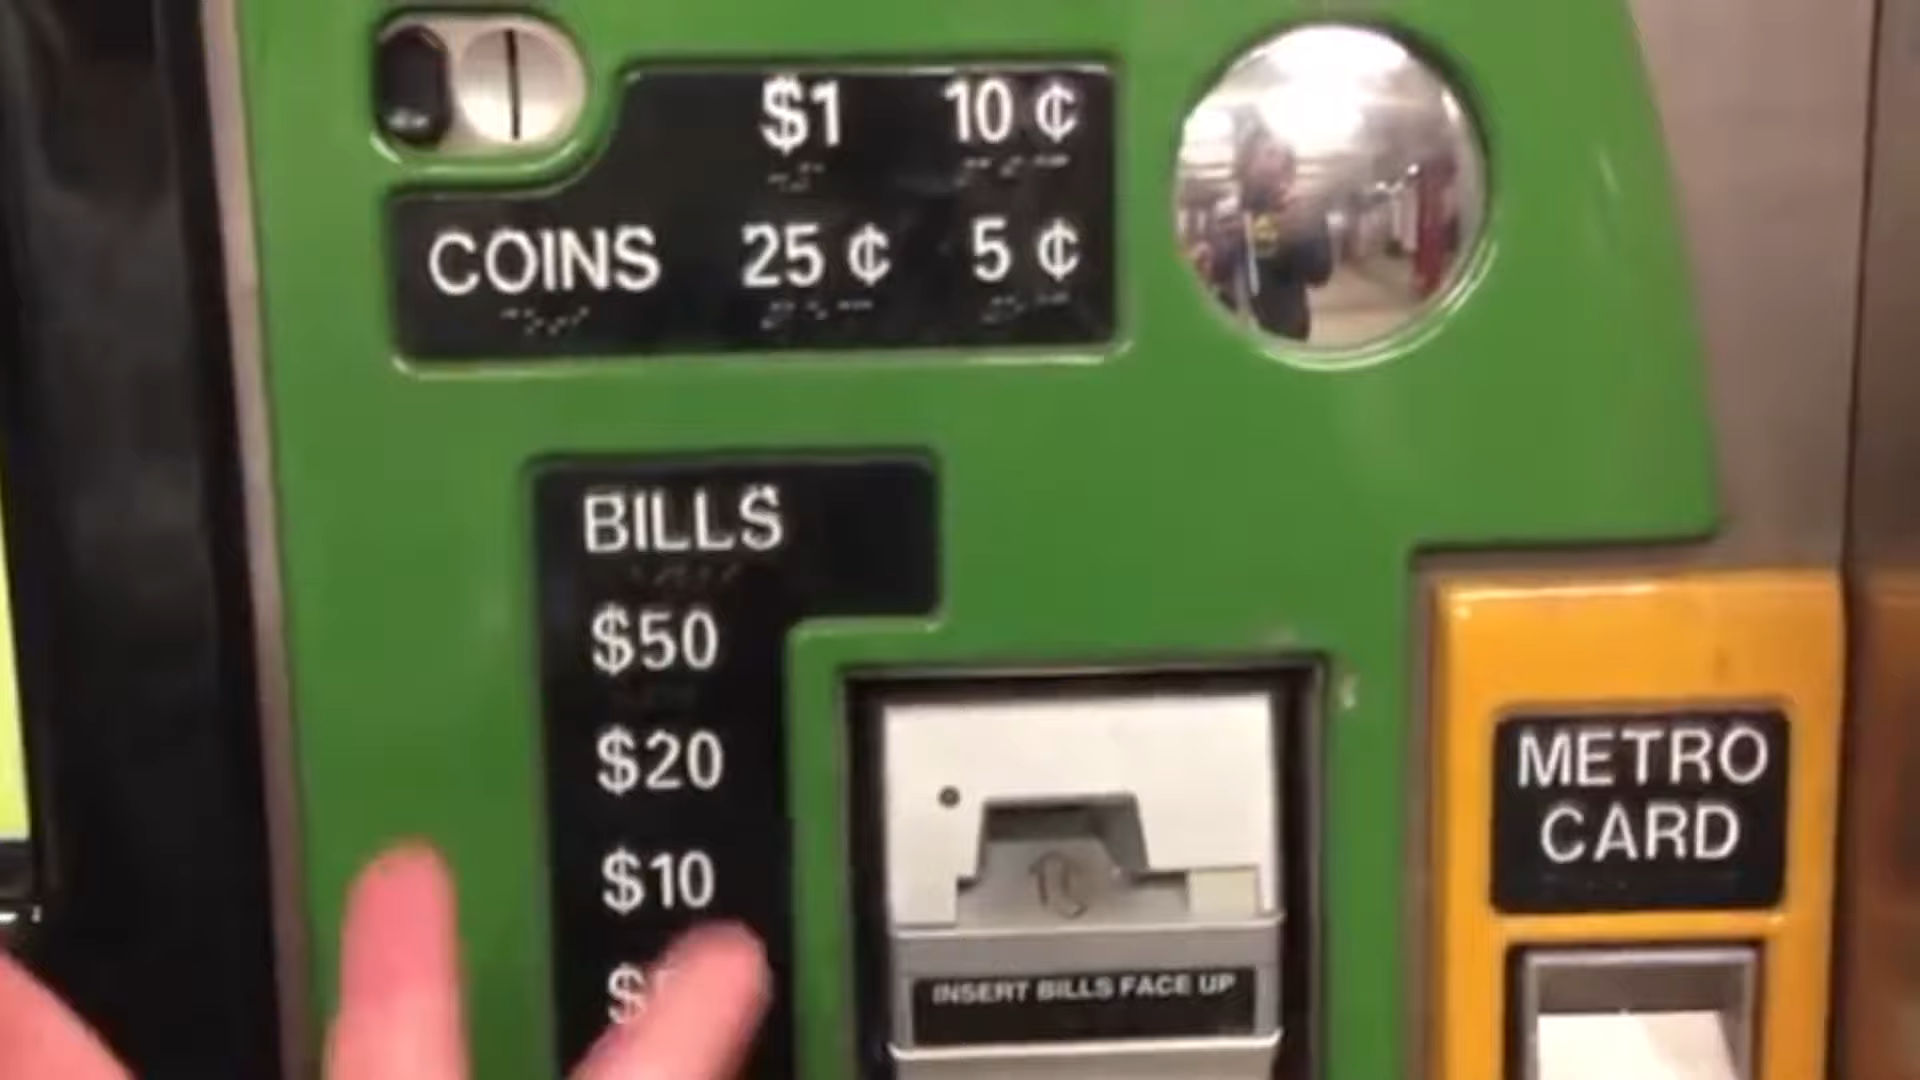 $1 10 ¢
COINS 25 ¢ 5 ¢
BILLS
$50
$20
$10
METRO
CARD
INSERT BILLS FACE UP